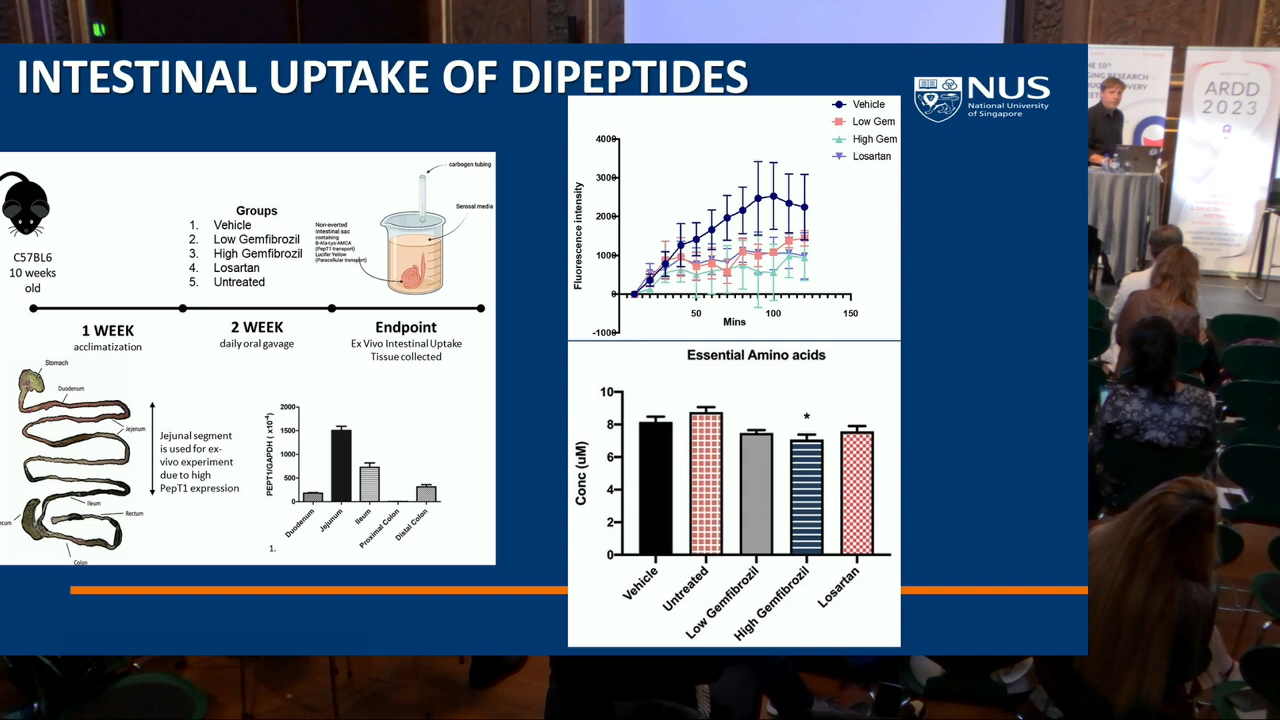 INTESTINAL UPTAKE OF DIPEPTIDES
NUS
National University
of Singapore
ARDD
2023
C57BL6
10 weeks
old
Groups
1. Vehicle
2. Low Gemfibrozil
3. High Gemfibrozil
4. Losartan
5. Untreated
carbogen tubing
Serosal media
Non-everted
Intestinal sac
containing
B-Ala-Lys-AMCA
(PepT1 transport)
Lucifer Yellow
(Paracellular transport)
1 WEEK
acclimatization
2 WEEK
daily oral gavage
Endpoint
Ex Vivo Intestinal Uptake
Tissue collected
Stomach
Duodenum
Jejunum
Ileum
Rectum
Colon
Jejunal segment
is used for ex-
vivo experiment
due to high
PepT1 expression
PEPT1/GAPDH ( x10⁻⁶)
2000
1500
1000
500
0
Duodenum
Jejunum
Ileum
Proximal Colon
Distal Colon
1.
Vehicle
Low Gem
High Gem
Losartan
Fluorescence intensity
4000
3000
2000
1000
0
-1000
50
100
150
Mins
Essential Amino acids
Conc (uM)
10
8
6
4
2
0
*
Vehicle
Untreated
Low Gemfibrozil
High Gemfibrozil
Losartan